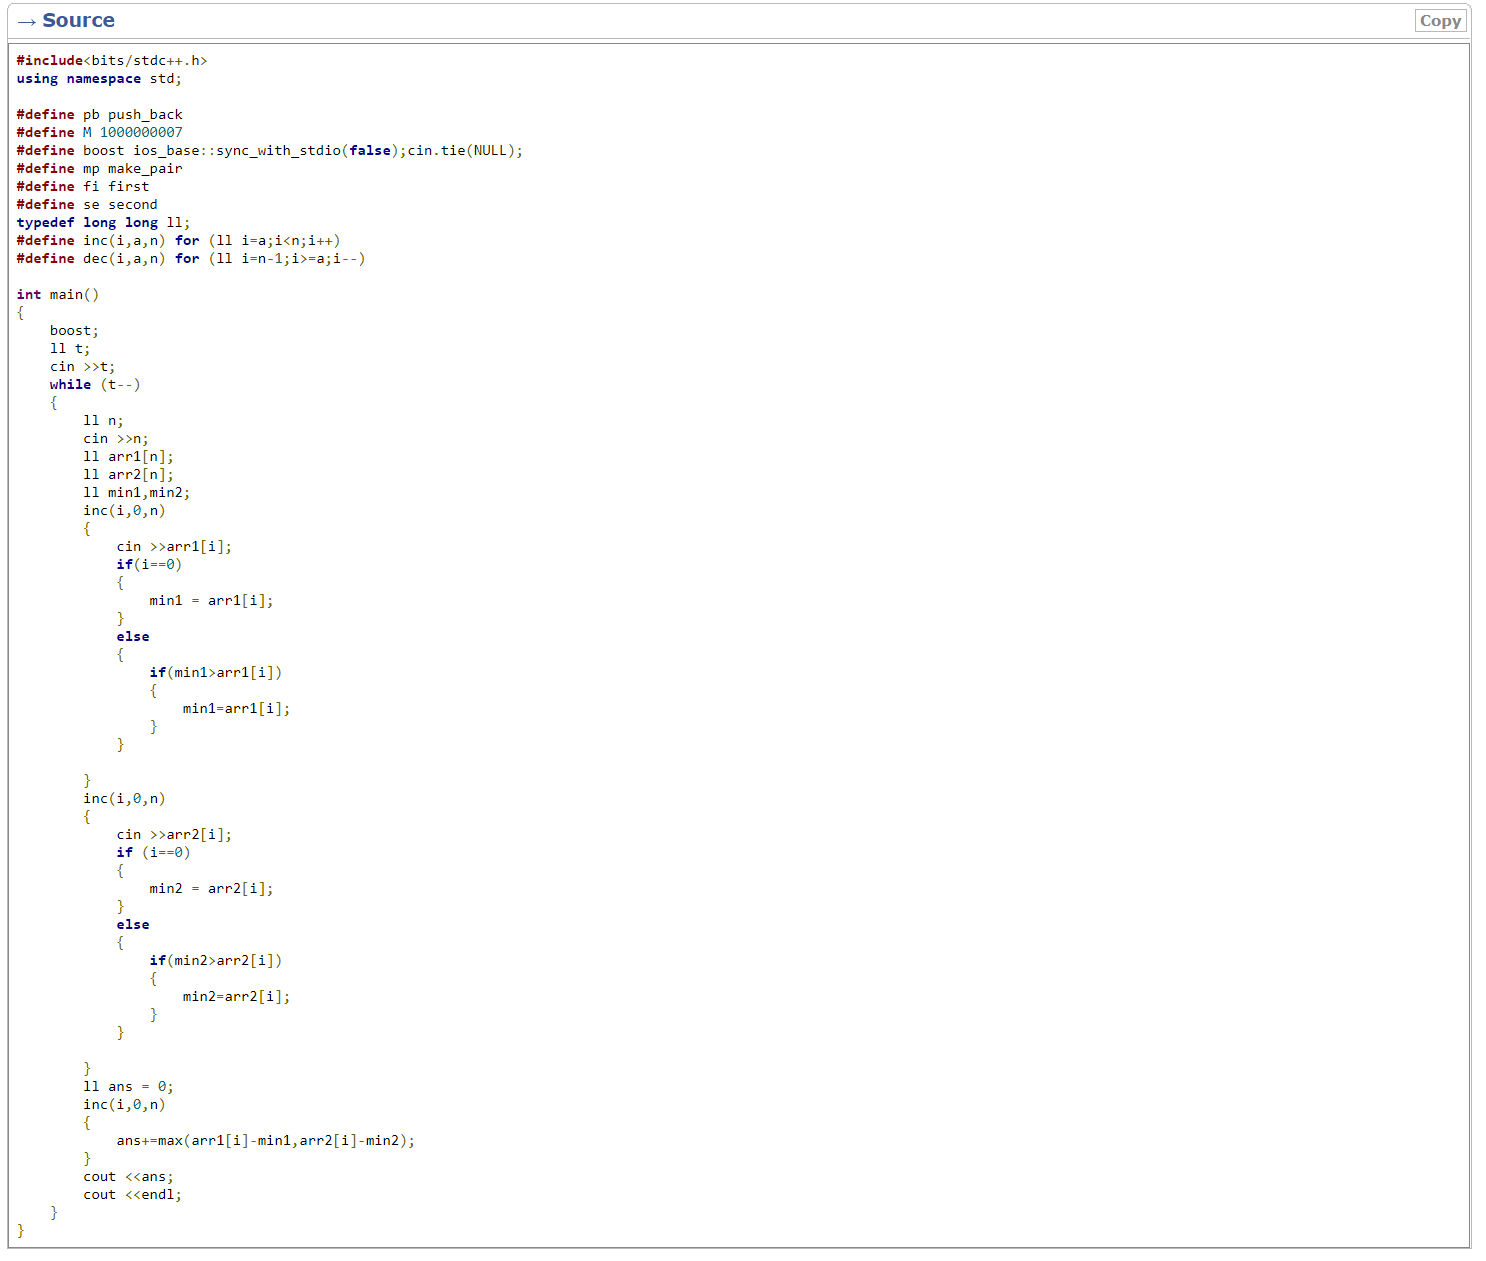 → Source
Copy
#include<bits/stdc++.h>
using namespace std;

#define pb push_back
#define M 1000000007
#define boost ios_base::sync_with_stdio(false);cin.tie(NULL);
#define mp make_pair
#define fi first
#define se second
typedef long long ll;
#define inc(i,a,n) for (ll i=a;i<n;i++)
#define dec(i,a,n) for (ll i=n-1;i>=a;i--)

int main()
{
    boost;
    ll t;
    cin >>t;
    while (t--)
    {
        ll n;
        cin >>n;
        ll arr1[n];
        ll arr2[n];
        ll min1,min2;
        inc(i,0,n)
        {
            cin >>arr1[i];
            if(i==0)
            {
                min1 = arr1[i];
            }
            else
            {
                if(min1>arr1[i])
                {
                    min1=arr1[i];
                }
            }

        }
        inc(i,0,n)
        {
            cin >>arr2[i];
            if (i==0)
            {
                min2 = arr2[i];
            }
            else
            {
                if(min2>arr2[i])
                {
                    min2=arr2[i];
                }
            }

        }
        ll ans = 0;
        inc(i,0,n)
        {
            ans+=max(arr1[i]-min1,arr2[i]-min2);
        }
        cout <<ans;
        cout <<endl;
    }
}